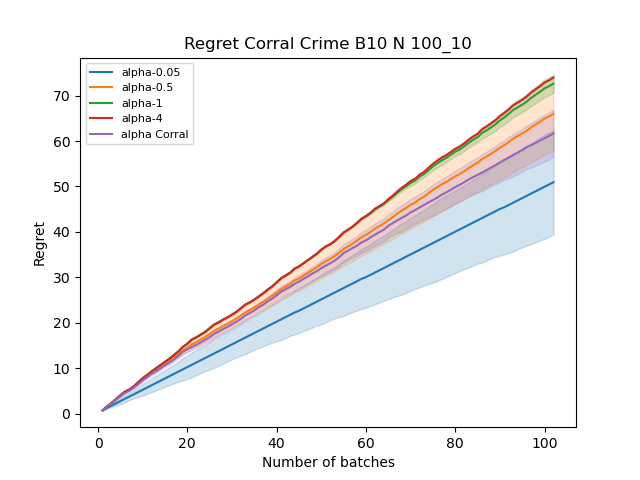 Regret Corral Crime B10 N 100_10
alpha-0.05
alpha-0.5
alpha-1
alpha-4
alpha Corral
Regret
70
60
50
40
30
20
10
0
0 20 40 60 80 100
Number of batches